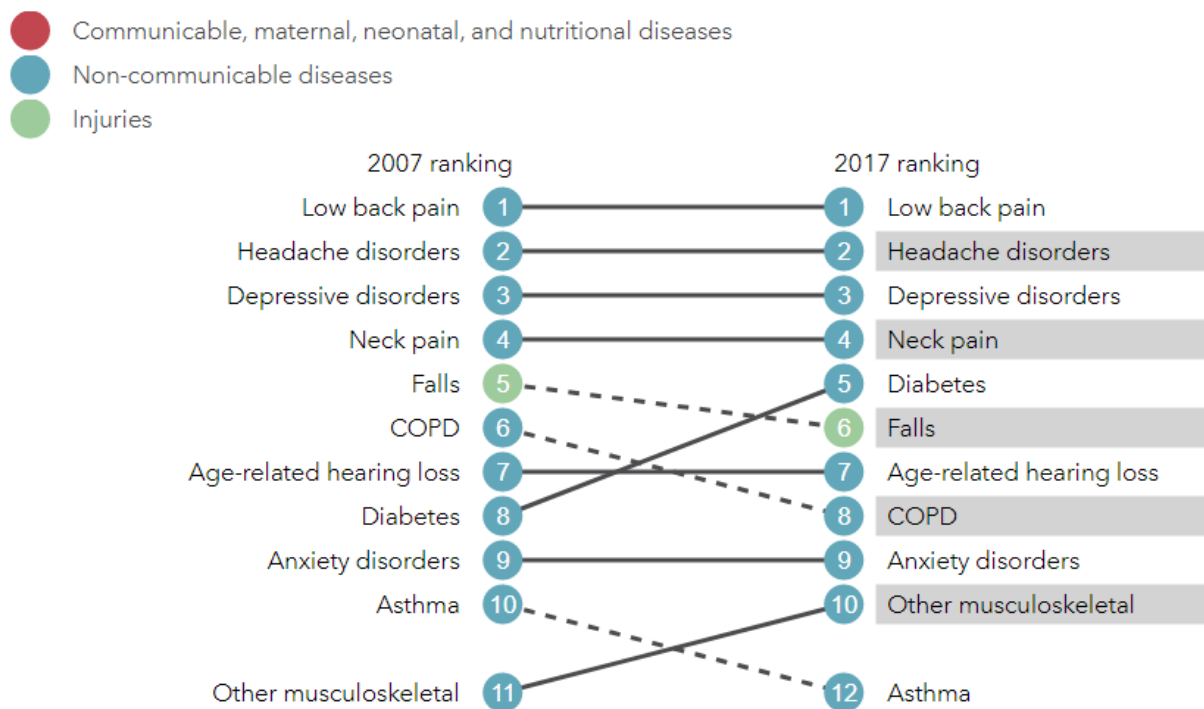 Communicable, maternal, neonatal, and nutritional diseases
Non-communicable diseases
Injuries
2007 ranking 2017 ranking
Low back pain 1 1 Low back pain
Headache disorders 2 2 Headache disorders
Depressive disorders 3 3 Depressive disorders
Neck pain 4 4 Neck pain
Falls 5 5 Diabetes
COPD 6 6 Falls
Age-related hearing loss 7 7 Age-related hearing loss
Diabetes 8 8 COPD
Anxiety disorders 9 9 Anxiety disorders
Asthma 10 10 Other musculoskeletal
Other musculoskeletal 11 12 Asthma